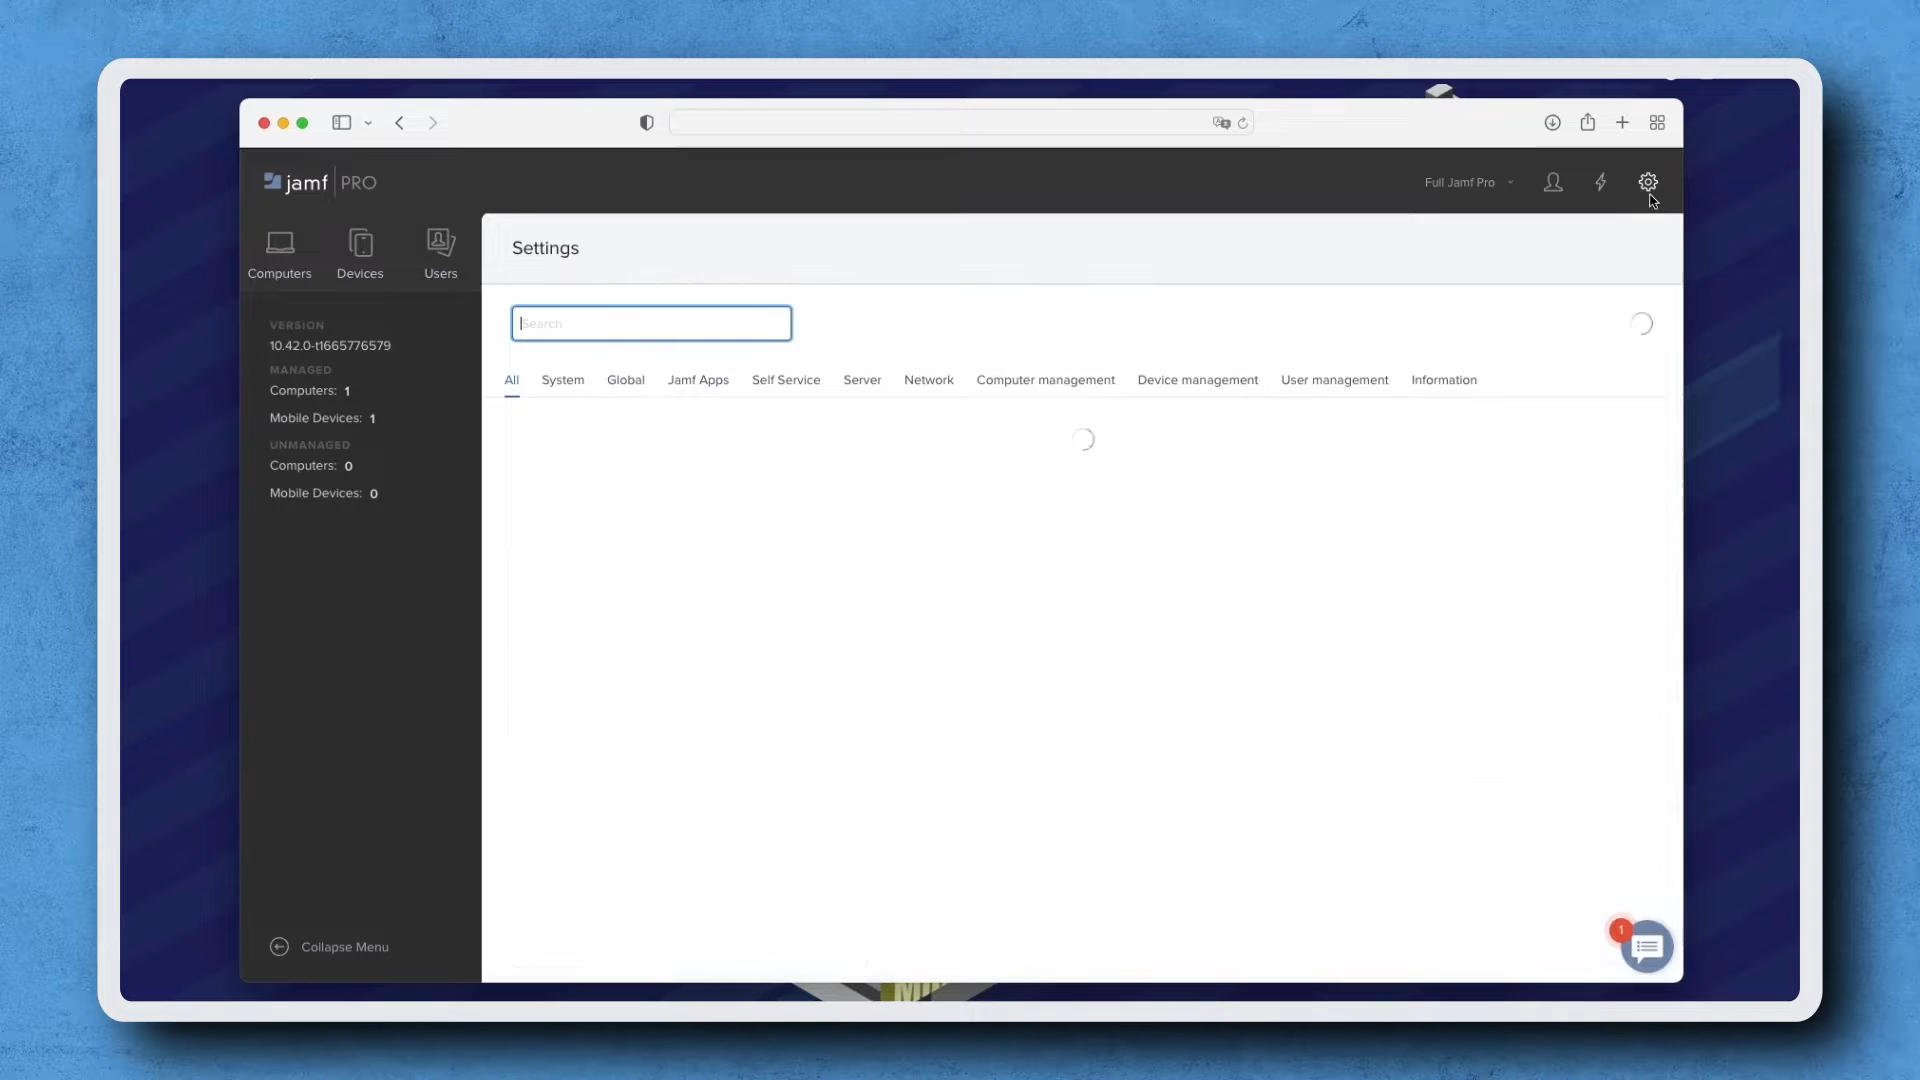 jamf PRO
Full Jamf Pro
Computers Devices Users
Settings
VERSION
10.42.0-t1665776579
MANAGED
Computers: 1
Mobile Devices: 1
UNMANAGED
Computers: 0
Mobile Devices: 0
Collapse Menu
Search
All System Global Jamf Apps Self Service Server Network Computer management Device management User management Information
1